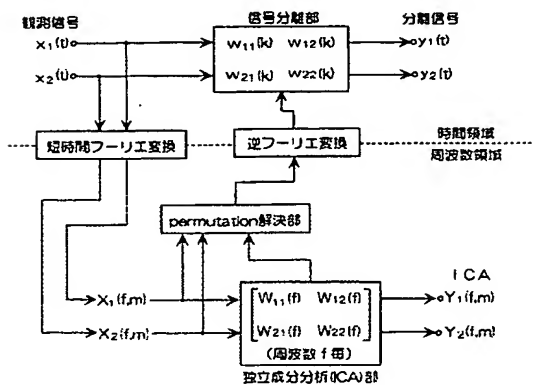 観測信号
信号分離部
分離信号
x₁(t)
w₁₁(k) w₁₂(k)
y₁(t)
x₂(t)
w₂₁(k) w₂₂(k)
y₂(t)
短時間フーリエ変換
逆フーリエ変換
時間領域
周波数領域
permutation解決部
ICA
X₁(f,m)
W₁₁(f) W₁₂(f)
Y₁(f,m)
X₂(f,m)
W₂₁(f) W₂₂(f)
Y₂(f,m)
(周波数f毎)
独立成分分析(ICA)部